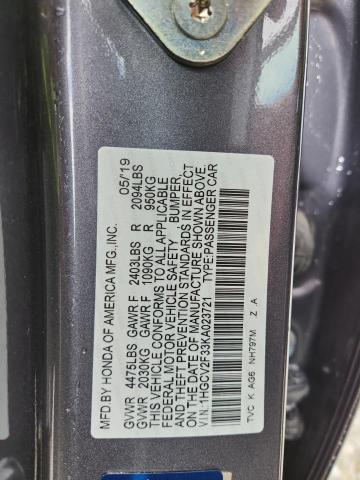 MFD BY HONDA OF AMERICA MFG.,INC. 05/19
GVWR 4475LBS GAWR F 2403LBS R 2094LBS
GVWR 2030KG GAWR F 1090KG R 950KG
THIS VEHICLE CONFORMS TO ALL APPLICABLE
FEDERAL MOTOR VEHICLE SAFETY, BUMPER,
AND THEFT PREVENTION STANDARDS IN EFFECT
ON THE DATE OF MANUFACTURE SHOWN ABOVE.
V.I.N:1HGCV2F33KA023721 TYPE:PASSENGER CAR
TVC K AG6 NH797M Z A